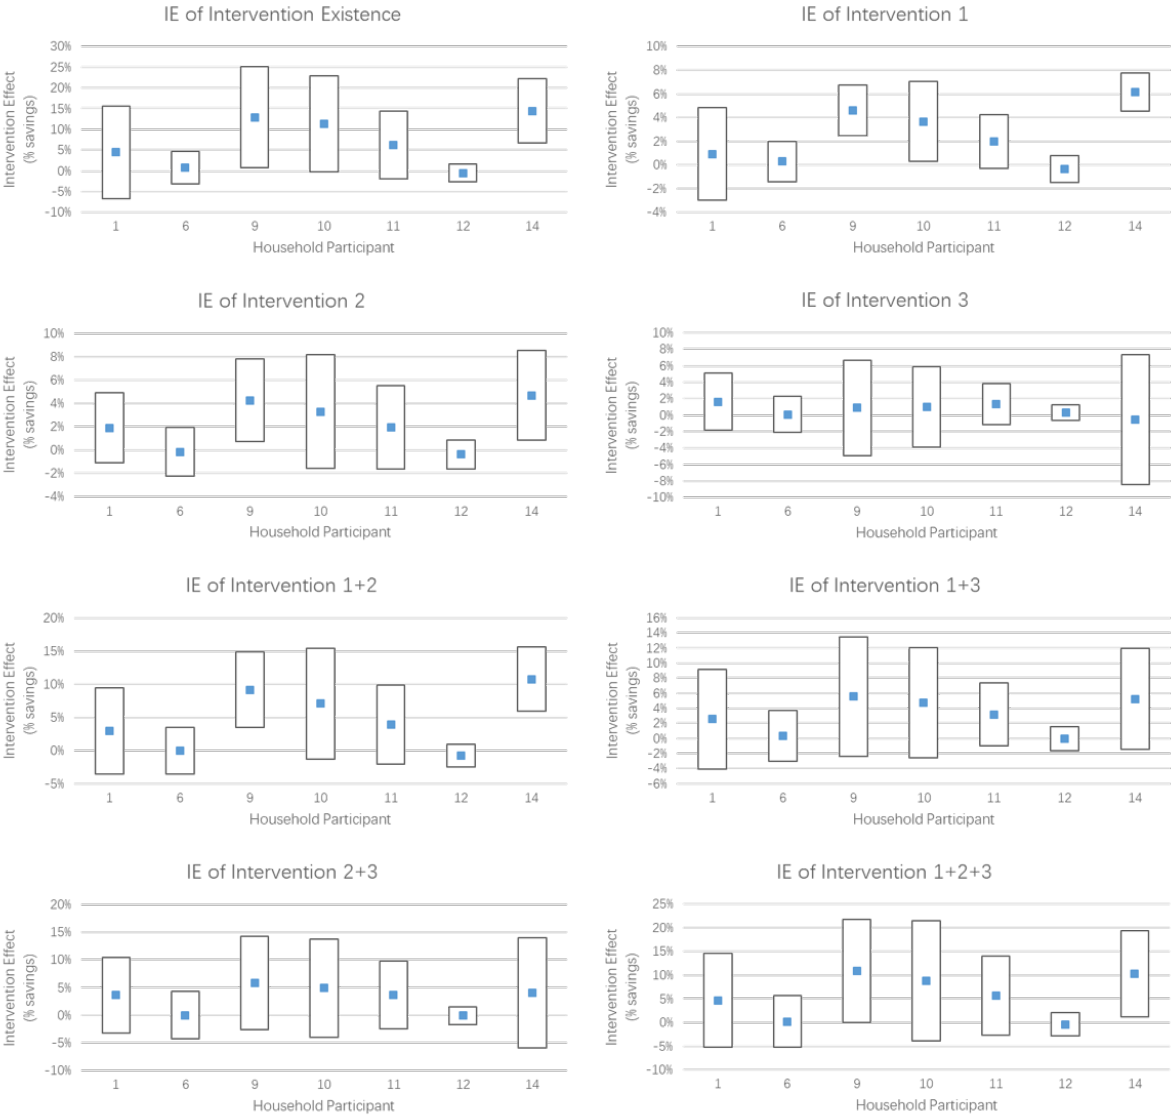 IE of Intervention Existence
Intervention Effect
(% savings)
30%
25%
20%
15%
10%
5%
0%
-5%
-10%
1 6 9 10 11 12 14
Household Participant
IE of Intervention 1
Intervention Effect
(% savings)
10%
8%
6%
4%
2%
0%
-2%
-4%
1 6 9 10 11 12 14
Household Participant
IE of Intervention 2
Intervention Effect
(% savings)
10%
8%
6%
4%
2%
0%
-2%
-4%
1 6 9 10 11 12 14
Household Participant
IE of Intervention 3
Intervention Effect
(% savings)
10%
8%
6%
4%
2%
0%
-2%
-4%
-6%
-8%
-10%
1 6 9 10 11 12 14
Household Participant
IE of Intervention 1+2
Intervention Effect
(% savings)
20%
15%
10%
5%
0%
-5%
1 6 9 10 11 12 14
Household Participant
IE of Intervention 1+3
Intervention Effect
(% savings)
16%
14%
12%
10%
8%
6%
4%
2%
0%
-2%
-4%
-6%
1 6 9 10 11 12 14
Household Participant
IE of Intervention 2+3
Intervention Effect
(% savings)
20%
15%
10%
5%
0%
-5%
-10%
1 6 9 10 11 12 14
Household Participant
IE of Intervention 1+2+3
Intervention Effect
(% savings)
25%
20%
15%
10%
5%
0%
-5%
-10%
1 6 9 10 11 12 14
Household Participant